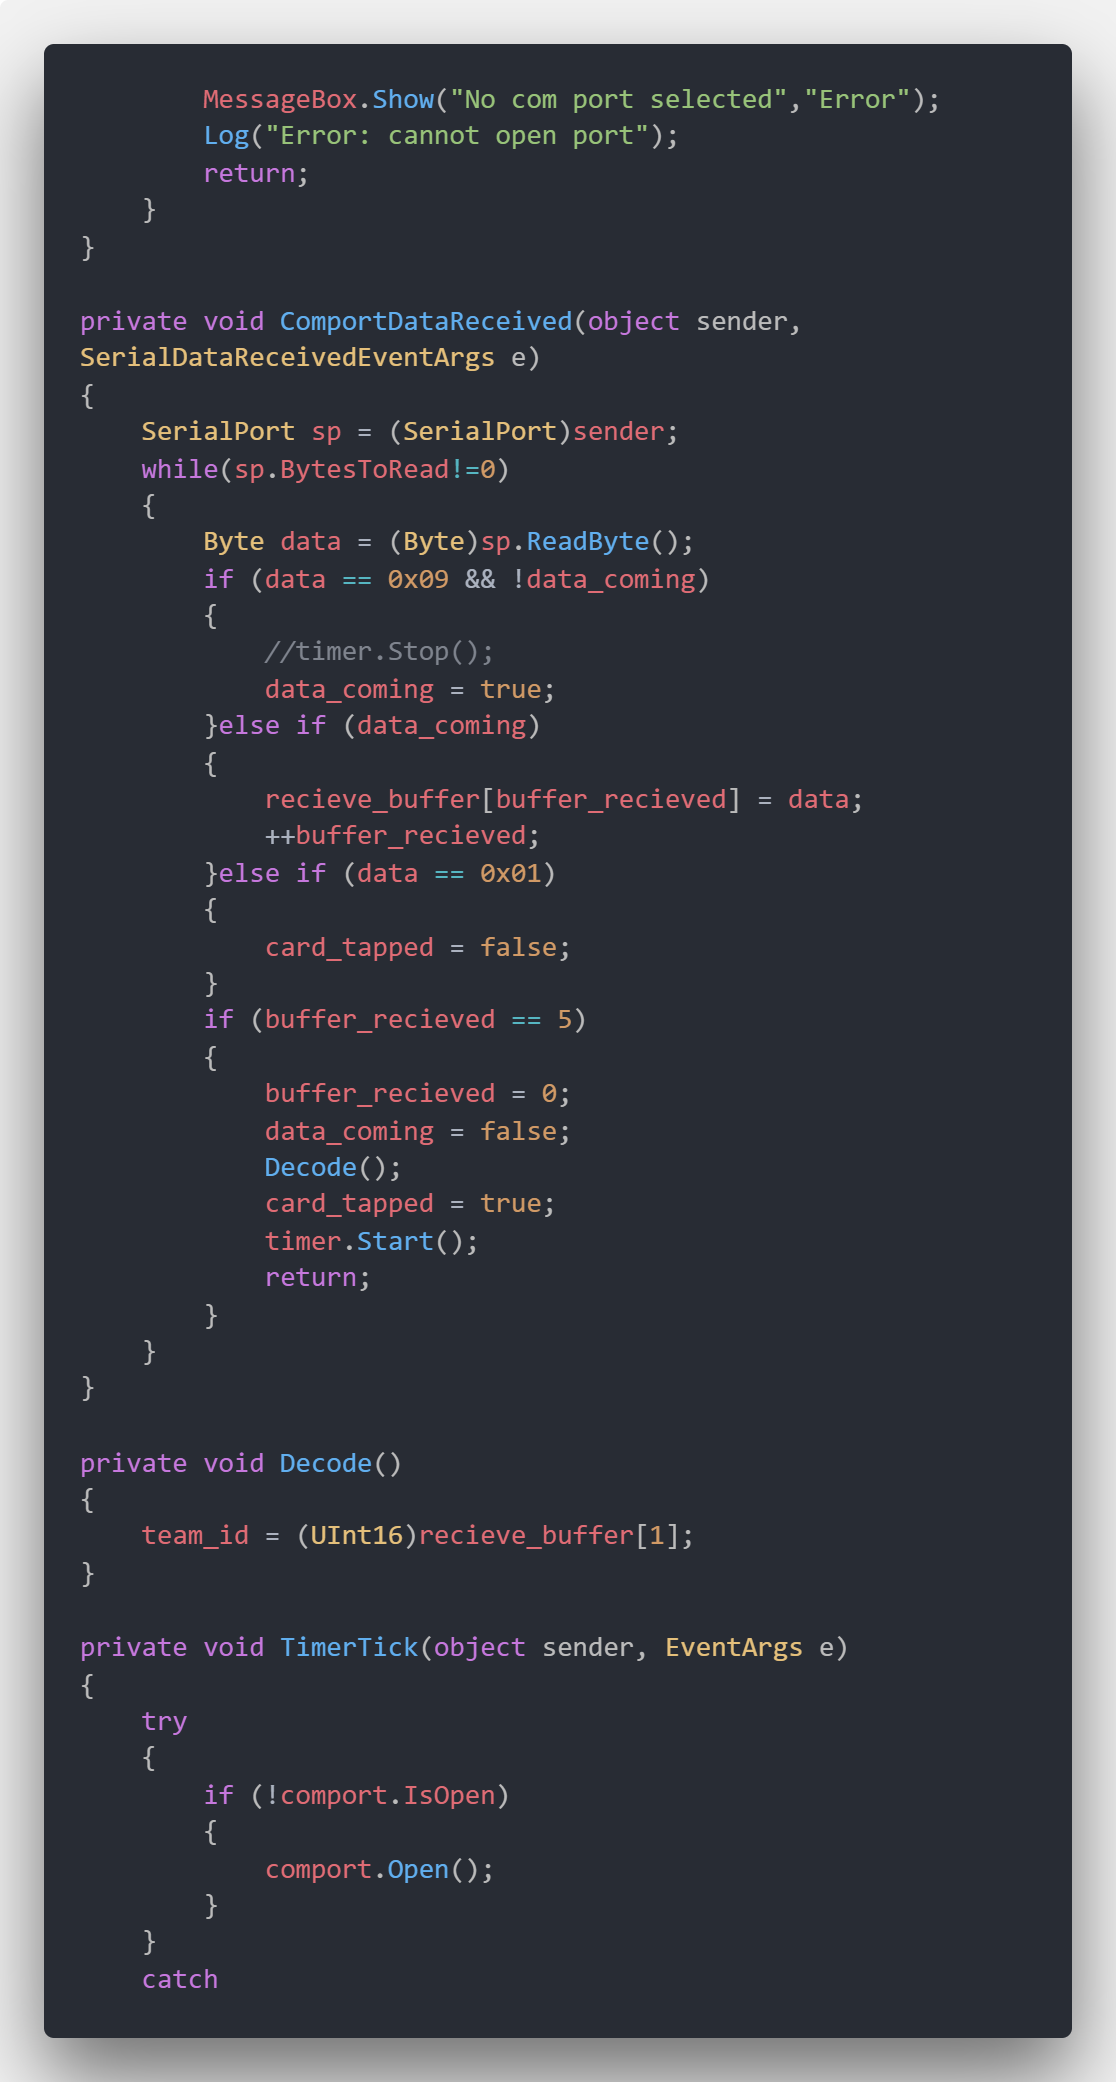 MessageBox.Show("No com port selected","Error");
        Log("Error: cannot open port");
        return;
    }
}

private void ComportDataReceived(object sender,
SerialDataReceivedEventArgs e)
{
    SerialPort sp = (SerialPort)sender;
    while(sp.BytesToRead!=0)
    {
        Byte data = (Byte)sp.ReadByte();
        if (data == 0x09 && !data_coming)
        {
            //timer.Stop();
            data_coming = true;
        }else if (data_coming)
        {
            recieve_buffer[buffer_recieved] = data;
            ++buffer_recieved;
        }else if (data == 0x01)
        {
            card_tapped = false;
        }
        if (buffer_recieved == 5)
        {
            buffer_recieved = 0;
            data_coming = false;
            Decode();
            card_tapped = true;
            timer.Start();
            return;
        }
    }
}

private void Decode()
{
    team_id = (UInt16)recieve_buffer[1];
}

private void TimerTick(object sender, EventArgs e)
{
    try
    {
        if (!comport.IsOpen)
        {
            comport.Open();
        }
    }
    catch